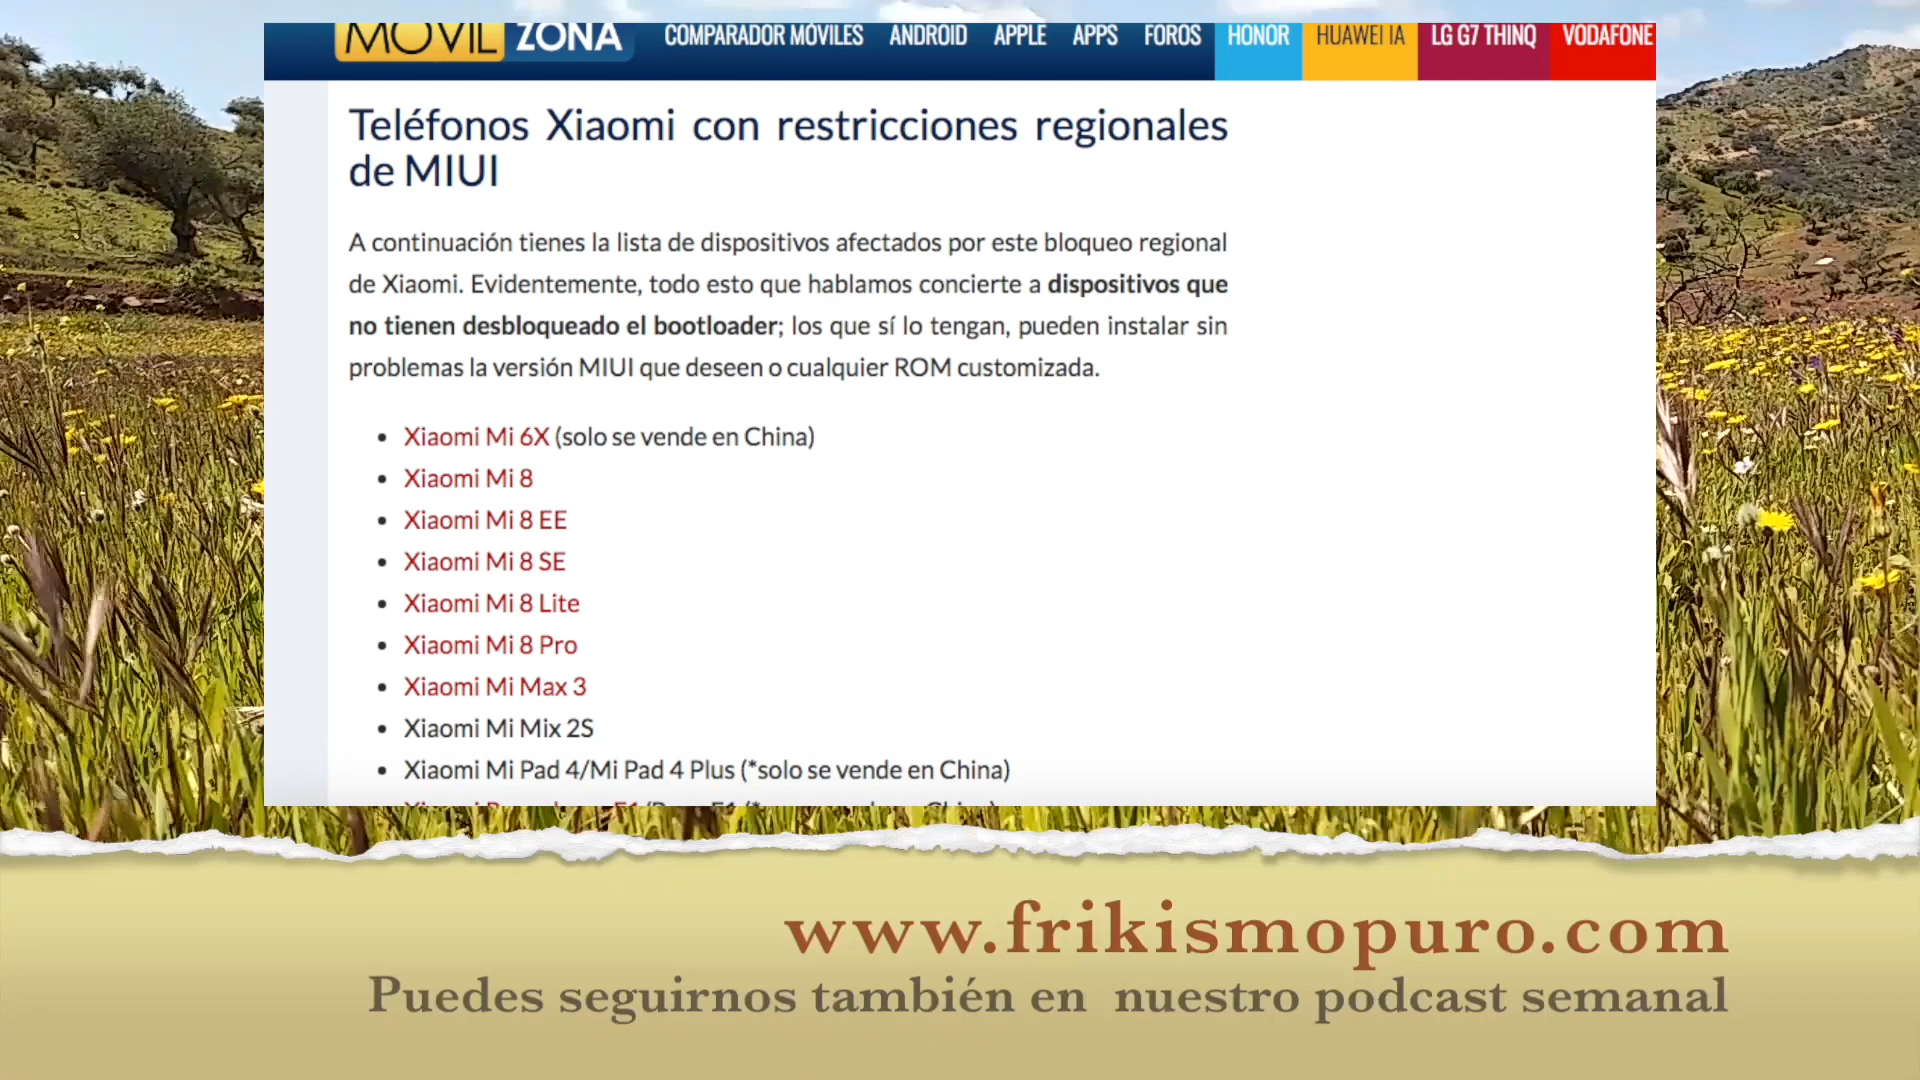 MÓVIL ZONA COMPARADOR MÓVILES ANDROID APPLE APPS FOROS HONOR HUAWEI IA LG G7 THINQ VODAFONE
Teléfonos Xiaomi con restricciones regionales
de MIUI
A continuación tienes la lista de dispositivos afectados por este bloqueo regional
de Xiaomi. Evidentemente, todo esto que hablamos concierte a dispositivos que
no tienen desbloqueado el bootloader; los que sí lo tengan, pueden instalar sin
problemas la versión MIUI que deseen o cualquier ROM customizada.
• Xiaomi Mi 6X (solo se vende en China)
• Xiaomi Mi 8
• Xiaomi Mi 8 EE
• Xiaomi Mi 8 SE
• Xiaomi Mi 8 Lite
• Xiaomi Mi 8 Pro
• Xiaomi Mi Max 3
• Xiaomi Mi Mix 2S
• Xiaomi Mi Pad 4/Mi Pad 4 Plus (*solo se vende en China)
www.frikismopuro.com
Puedes seguirnos también en nuestro podcast semanal